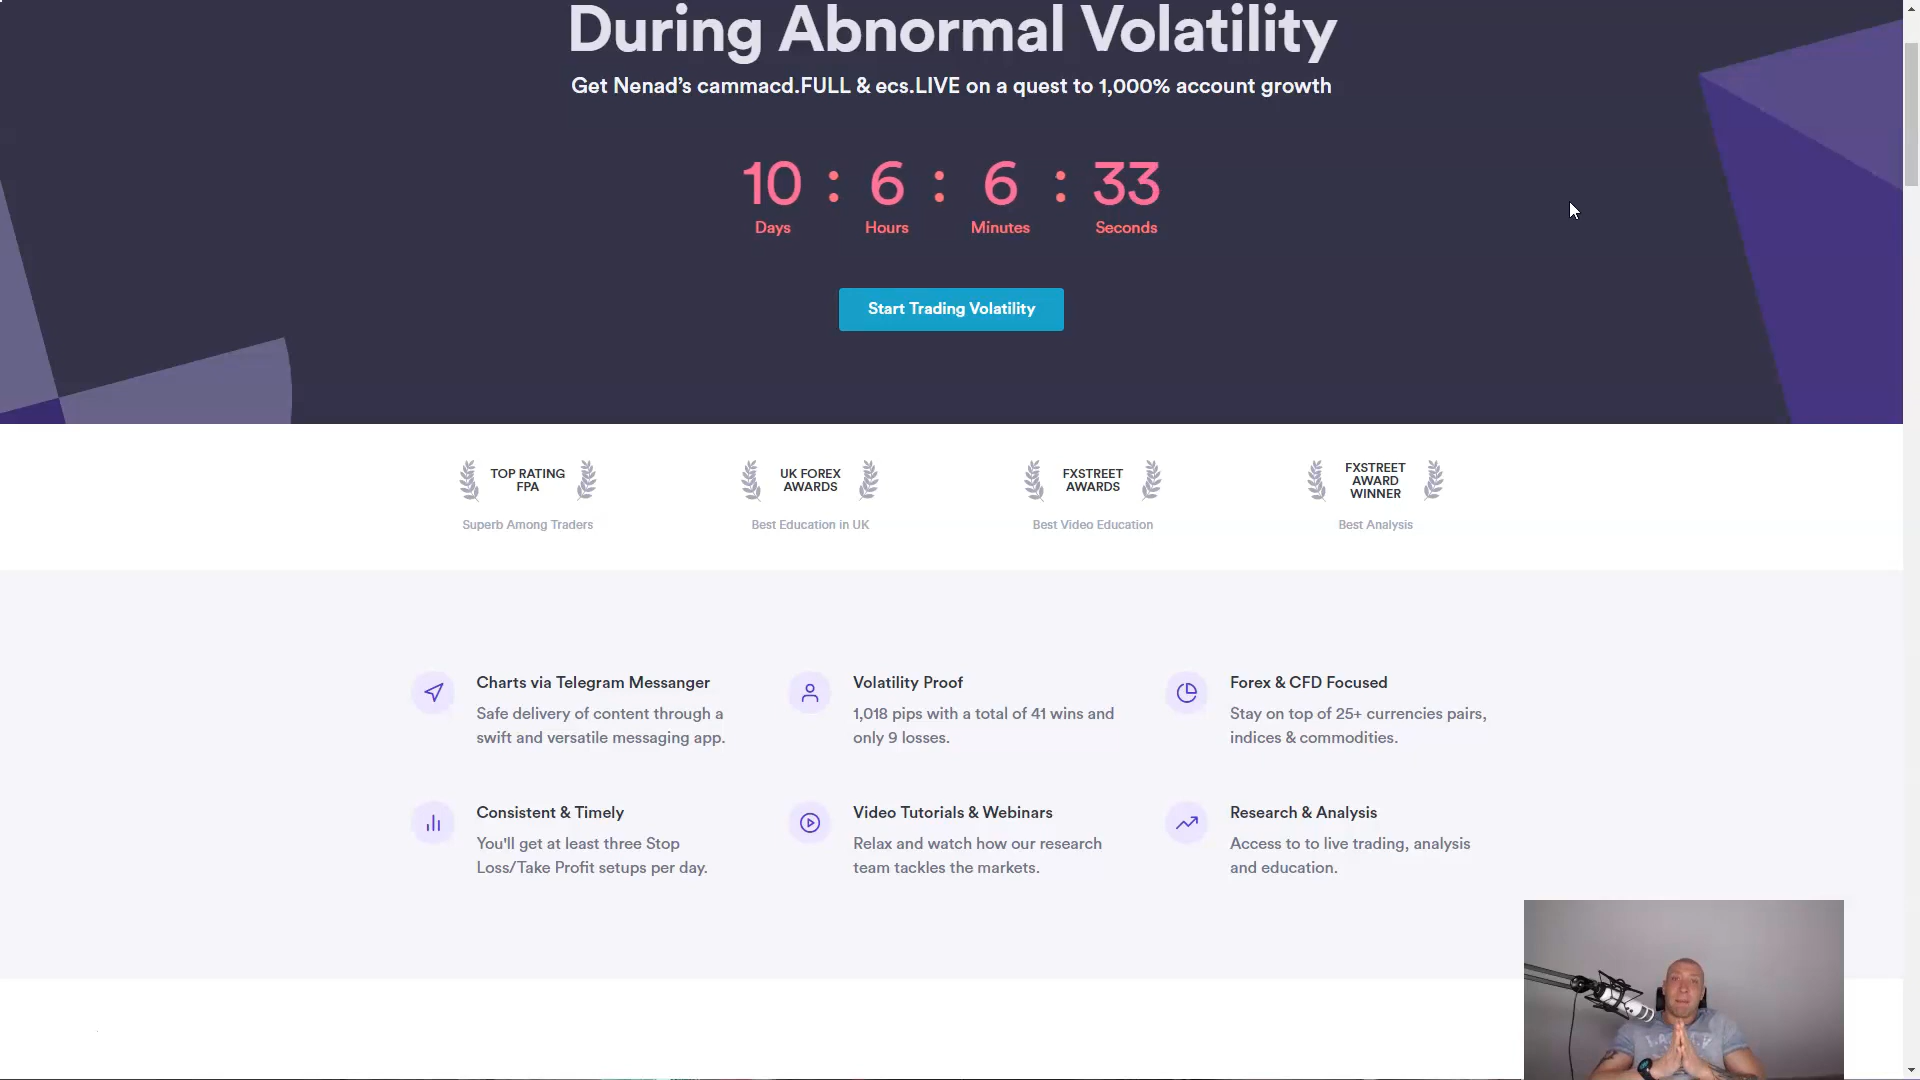 During Abnormal Volatility
Get Nenad’s cammacd.FULL & ecs.LIVE on a quest to 1,000% account growth
10 : 6 : 6 : 33
Days Hours Minutes Seconds
Start Trading Volatility
TOP RATING
FPA
Superb Among Traders
UK FOREX
AWARDS
Best Education in UK
FXSTREET
AWARDS
Best Video Education
FXSTREET
AWARD
WINNER
Best Analysis
Charts via Telegram Messanger
Safe delivery of content through a
swift and versatile messaging app.
Volatility Proof
1,018 pips with a total of 41 wins and
only 9 losses.
Forex & CFD Focused
Stay on top of 25+ currencies pairs,
indices & commodities.
Consistent & Timely
You'll get at least three Stop
Loss/Take Profit setups per day.
Video Tutorials & Webinars
Relax and watch how our research
team tackles the markets.
Research & Analysis
Access to to live trading, analysis
and education.